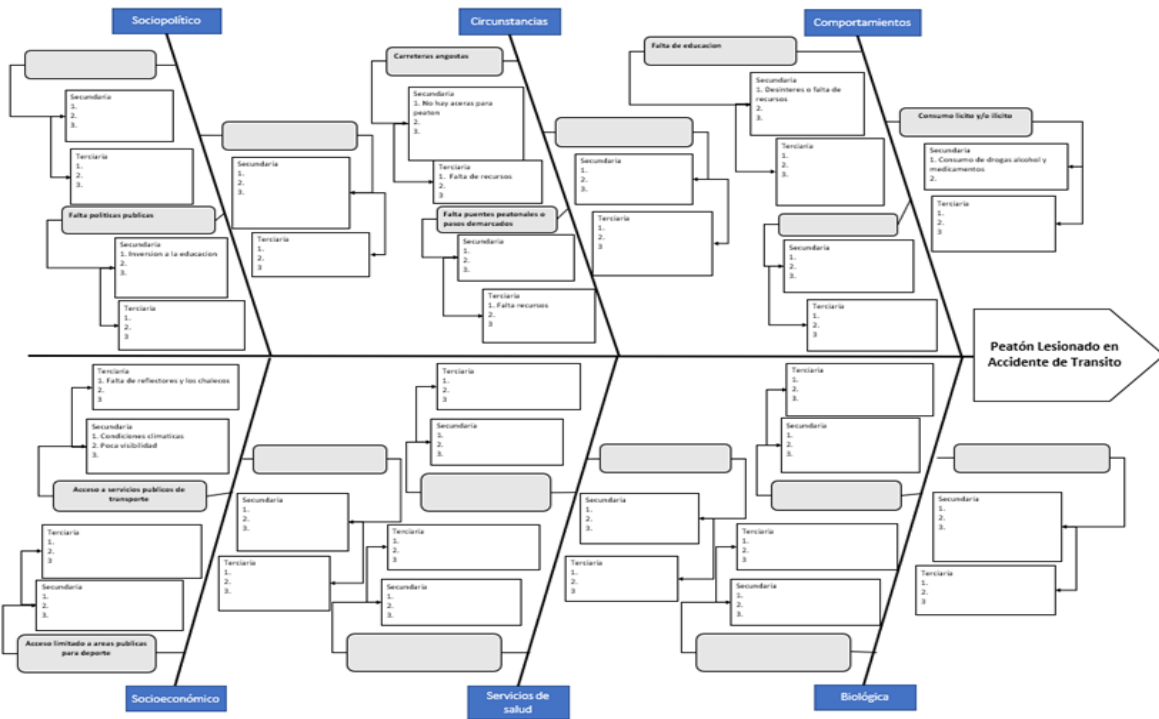 Sociopolítico
Circunstancias
Comportamientos
Secundaria
1.
2.
3.
Terciaria
1.
2.
3.
Secundaria
1.
2.
3.
Terciaria
1.
2.
3
Falta politicas publicas
Secundaria
1. Inversion a la educacion
2.
3.
Terciaria
1.
2.
3
Carreteras angostas
Secundaria
1. No hay aceras para
peaton
2.
3.
Terciaria
1. Falta de recursos
2.
3
Secundaria
1.
2.
3.
Terciaria
1.
2.
3
Falta puentes peatonales o
pasos demarcados
Secundaria
1.
2.
3.
Terciaria
1. Falta recursos
2.
3
Falta de educacion
Secundaria
1. Desinteres o falta de
recursos
2.
3.
Terciaria
1.
2.
3.
Consumo licito y/o ilicito
Secundaria
1. Consumo de drogas alcohol y
medicamentos
2.
Terciaria
1.
2.
3
Secundaria
1.
2.
3.
Terciaria
1.
2.
3
Peatón Lesionado en
Accidente de Transito
Terciaria
1. Falta de reflectores y los chalecos
2.
3
Secundaria
1. Condiciones climaticas
2. Poca visibilidad
3.
Acceso a servicios publicos de
transporte
Secundaria
1.
2.
3.
Terciaria
1.
2.
3.
Terciaria
1.
2.
3
Secundaria
1.
2.
3.
Acceso limitado a areas publicas
para deporte
Terciaria
1.
2.
3
Secundaria
1.
2.
3.
Secundaria
1.
2.
3.
Terciaria
1.
2.
3
Terciaria
1.
2.
3
Secundaria
1.
2.
3.
Terciaria
1.
2.
3.
Secundaria
1.
2.
3.
Secundaria
1.
2.
3.
Terciaria
1.
2.
3
Terciaria
1.
2.
3
Secundaria
1.
2.
3.
Socioeconómico
Servicios de
salud
Biológica